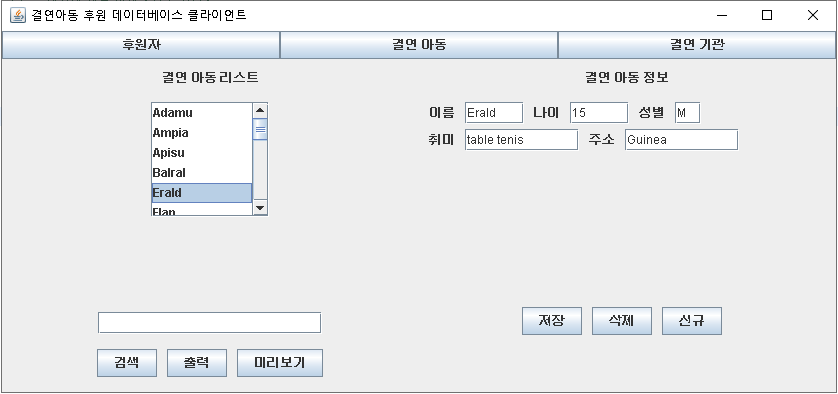 결연아동 후원 데이터베이스 클라이언트
후원자 결연 아동 결연 기관
결연 아동 리스트
Adamu
Ampia
Apisu
Balral
Erald
Elan
검색 출력 미리보기
결연 아동 정보
이름 Erald 나이 15 성별 M
취미 table tenis 주소 Guinea
저장 삭제 신규